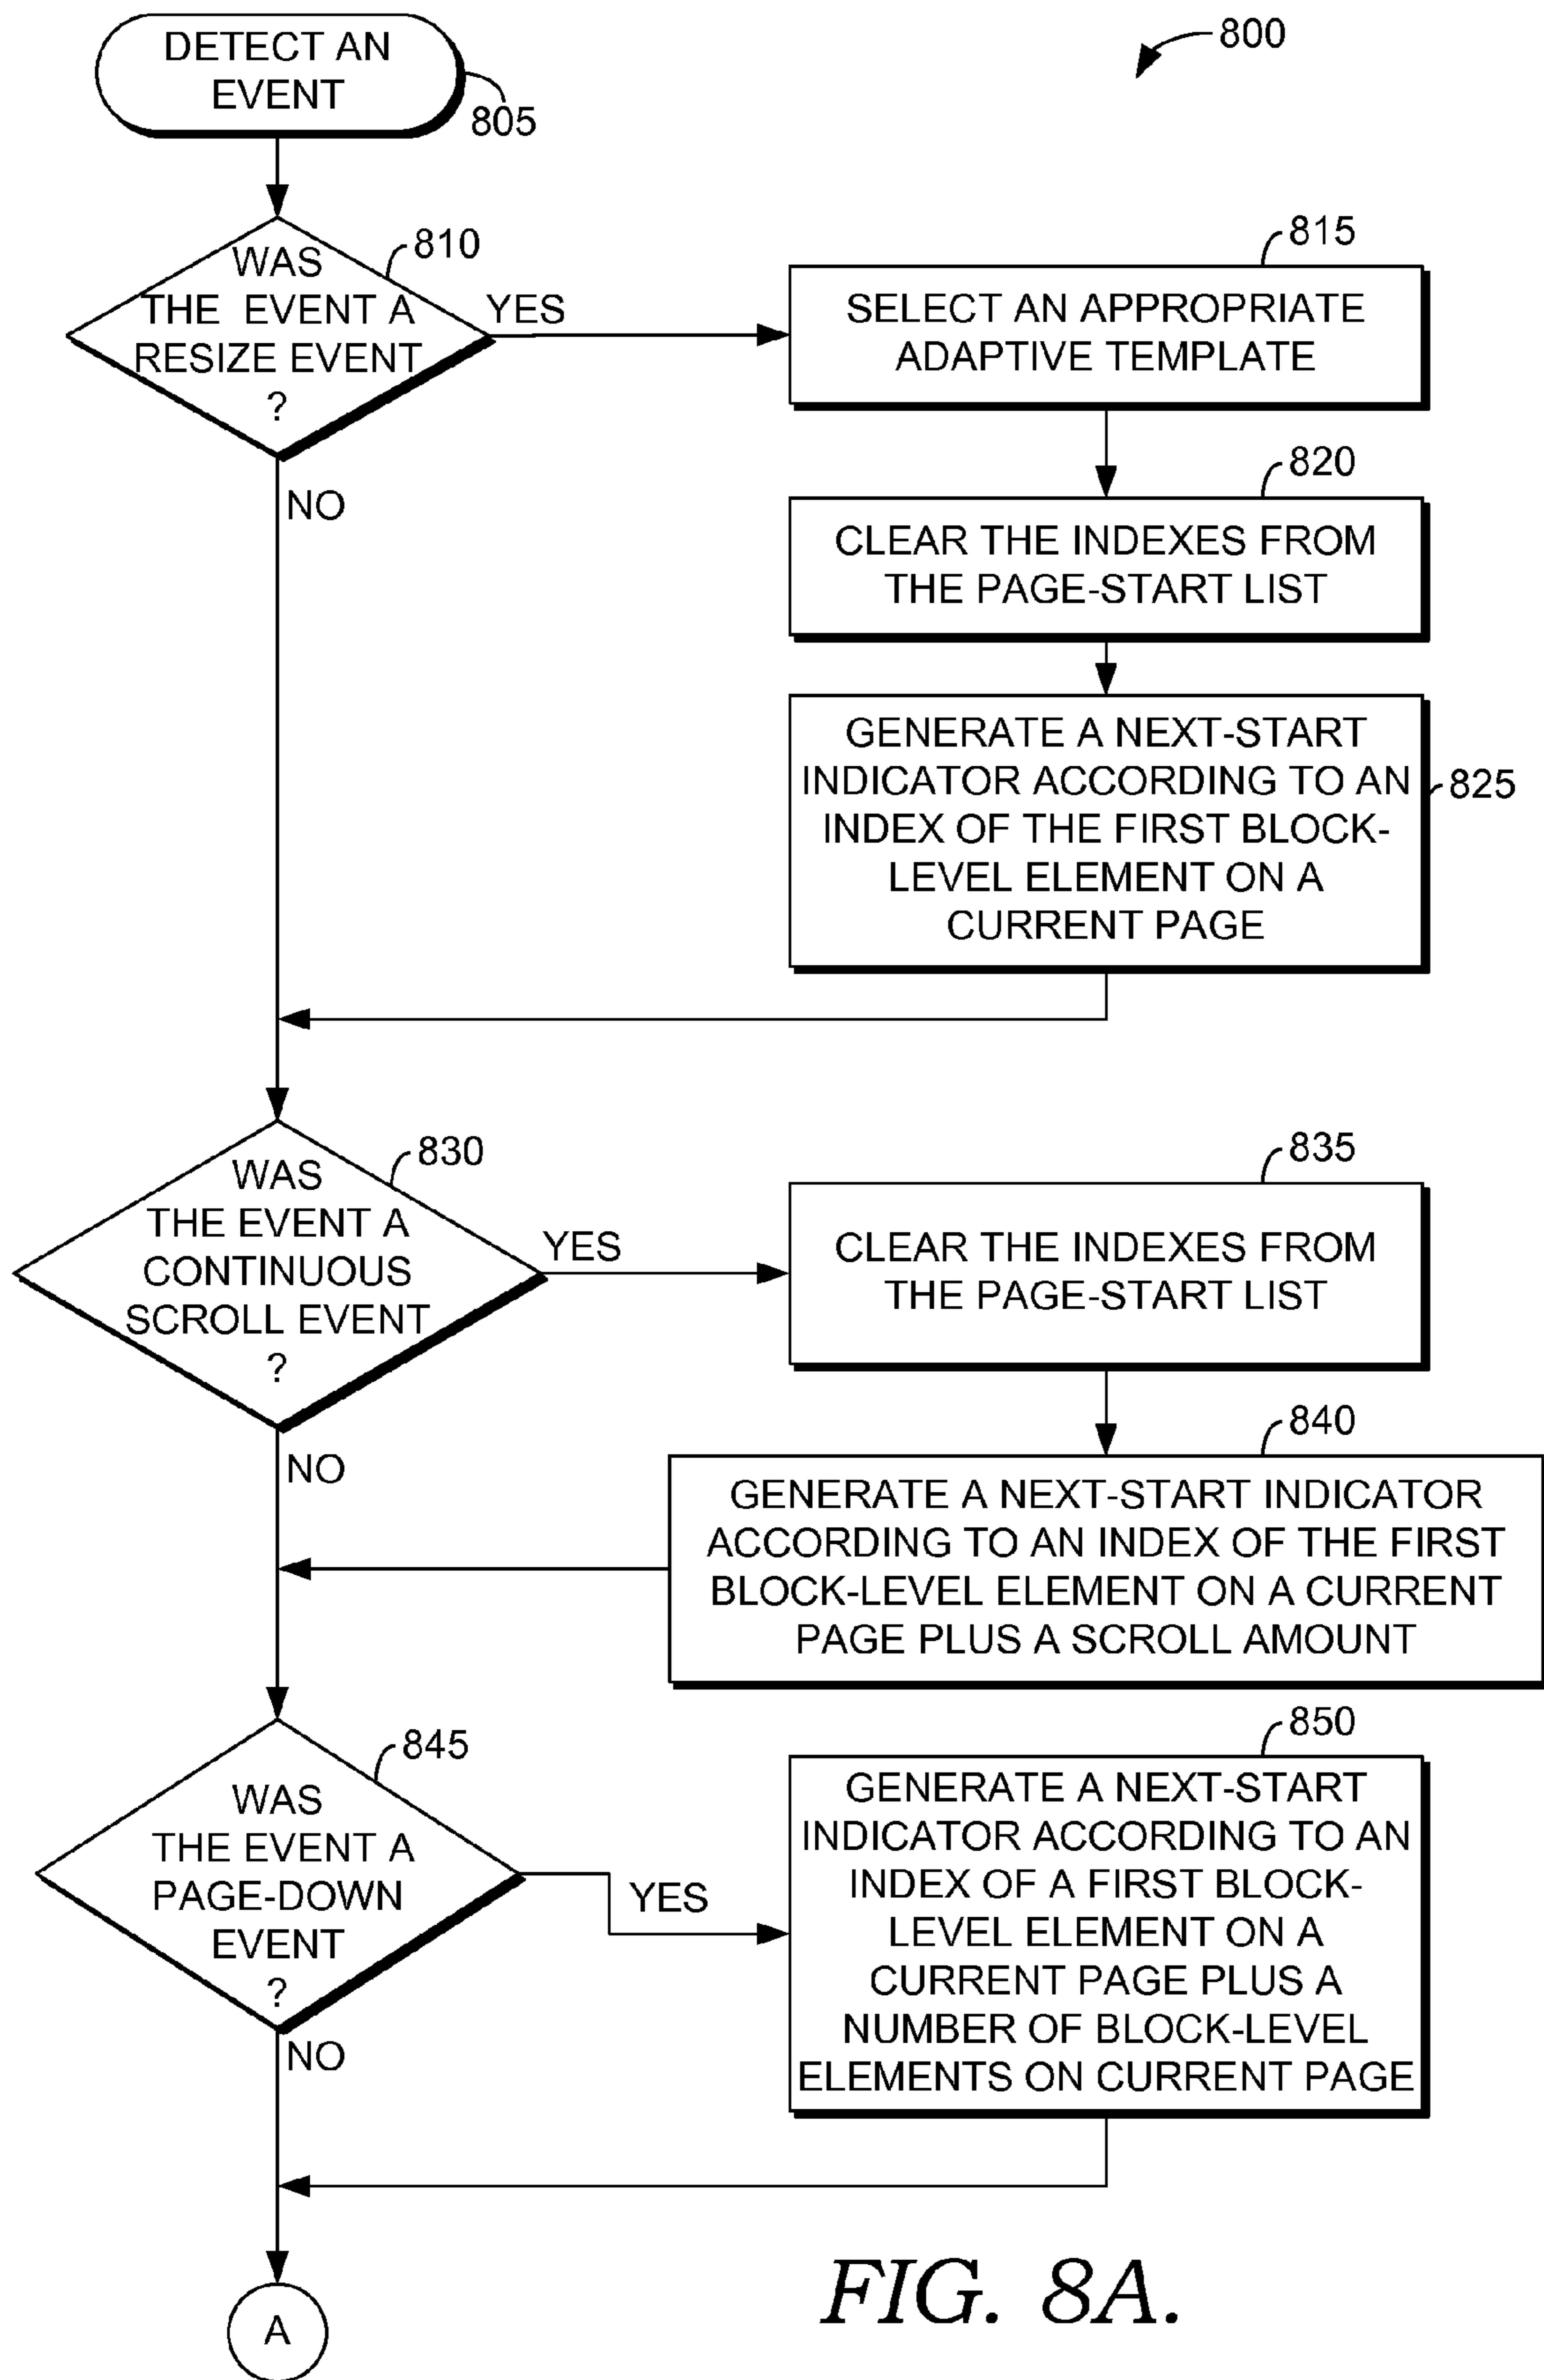 800
DETECT AN
EVENT
805
WAS
THE EVENT A
RESIZE EVENT
?
810
YES
NO
815
SELECT AN APPROPRIATE
ADAPTIVE TEMPLATE
820
CLEAR THE INDEXES FROM
THE PAGE-START LIST
GENERATE A NEXT-START
INDICATOR ACCORDING TO AN
INDEX OF THE FIRST BLOCK-
LEVEL ELEMENT ON A
CURRENT PAGE
825
WAS
THE EVENT A
CONTINUOUS
SCROLL EVENT
?
830
YES
NO
835
CLEAR THE INDEXES FROM
THE PAGE-START LIST
840
GENERATE A NEXT-START INDICATOR
ACCORDING TO AN INDEX OF THE FIRST
BLOCK-LEVEL ELEMENT ON A CURRENT
PAGE PLUS A SCROLL AMOUNT
WAS
THE EVENT A
PAGE-DOWN
EVENT
?
845
YES
NO
850
GENERATE A NEXT-START
INDICATOR ACCORDING TO AN
INDEX OF A FIRST BLOCK-
LEVEL ELEMENT ON A
CURRENT PAGE PLUS A
NUMBER OF BLOCK-LEVEL
ELEMENTS ON CURRENT PAGE
A
FIG. 8A.